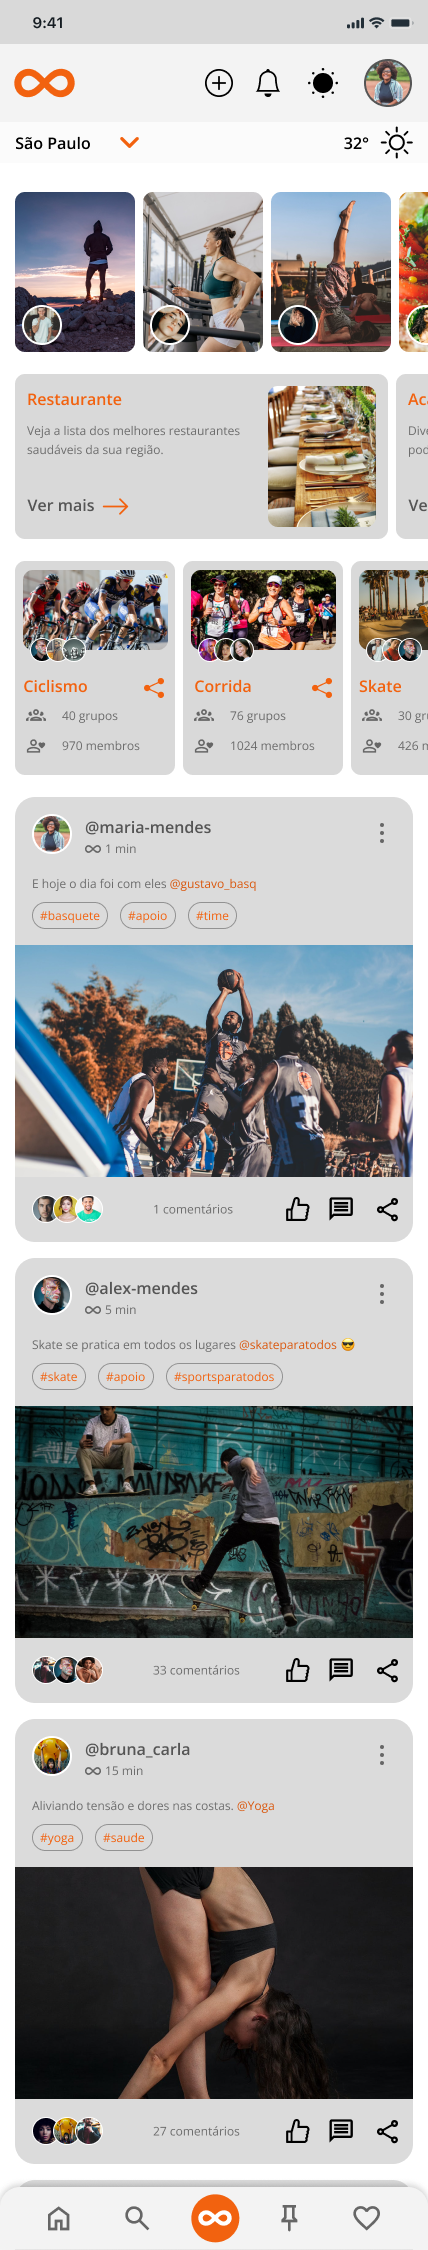 9:41
São Paulo
32°
Restaurante
Veja a lista dos melhores restaurantes
saudáveis da sua região.
Ver mais
Ac
Dive
pod
Ve
Ciclismo
40 grupos
970 membros
Corrida
76 grupos
1024 membros
Skate
30 gr
426 m
@maria-mendes
1 min
E hoje o dia foi com eles @gustavo_basq
#basquete #apoio #time
1 comentários
@alex-mendes
5 min
Skate se pratica em todos os lugares @skateparatodos 😎
#skate #apoio #sportsparatodos
33 comentários
@bruna_carla
15 min
Aliviando tensão e dores nas costas. @Yoga
#yoga #saude
27 comentários